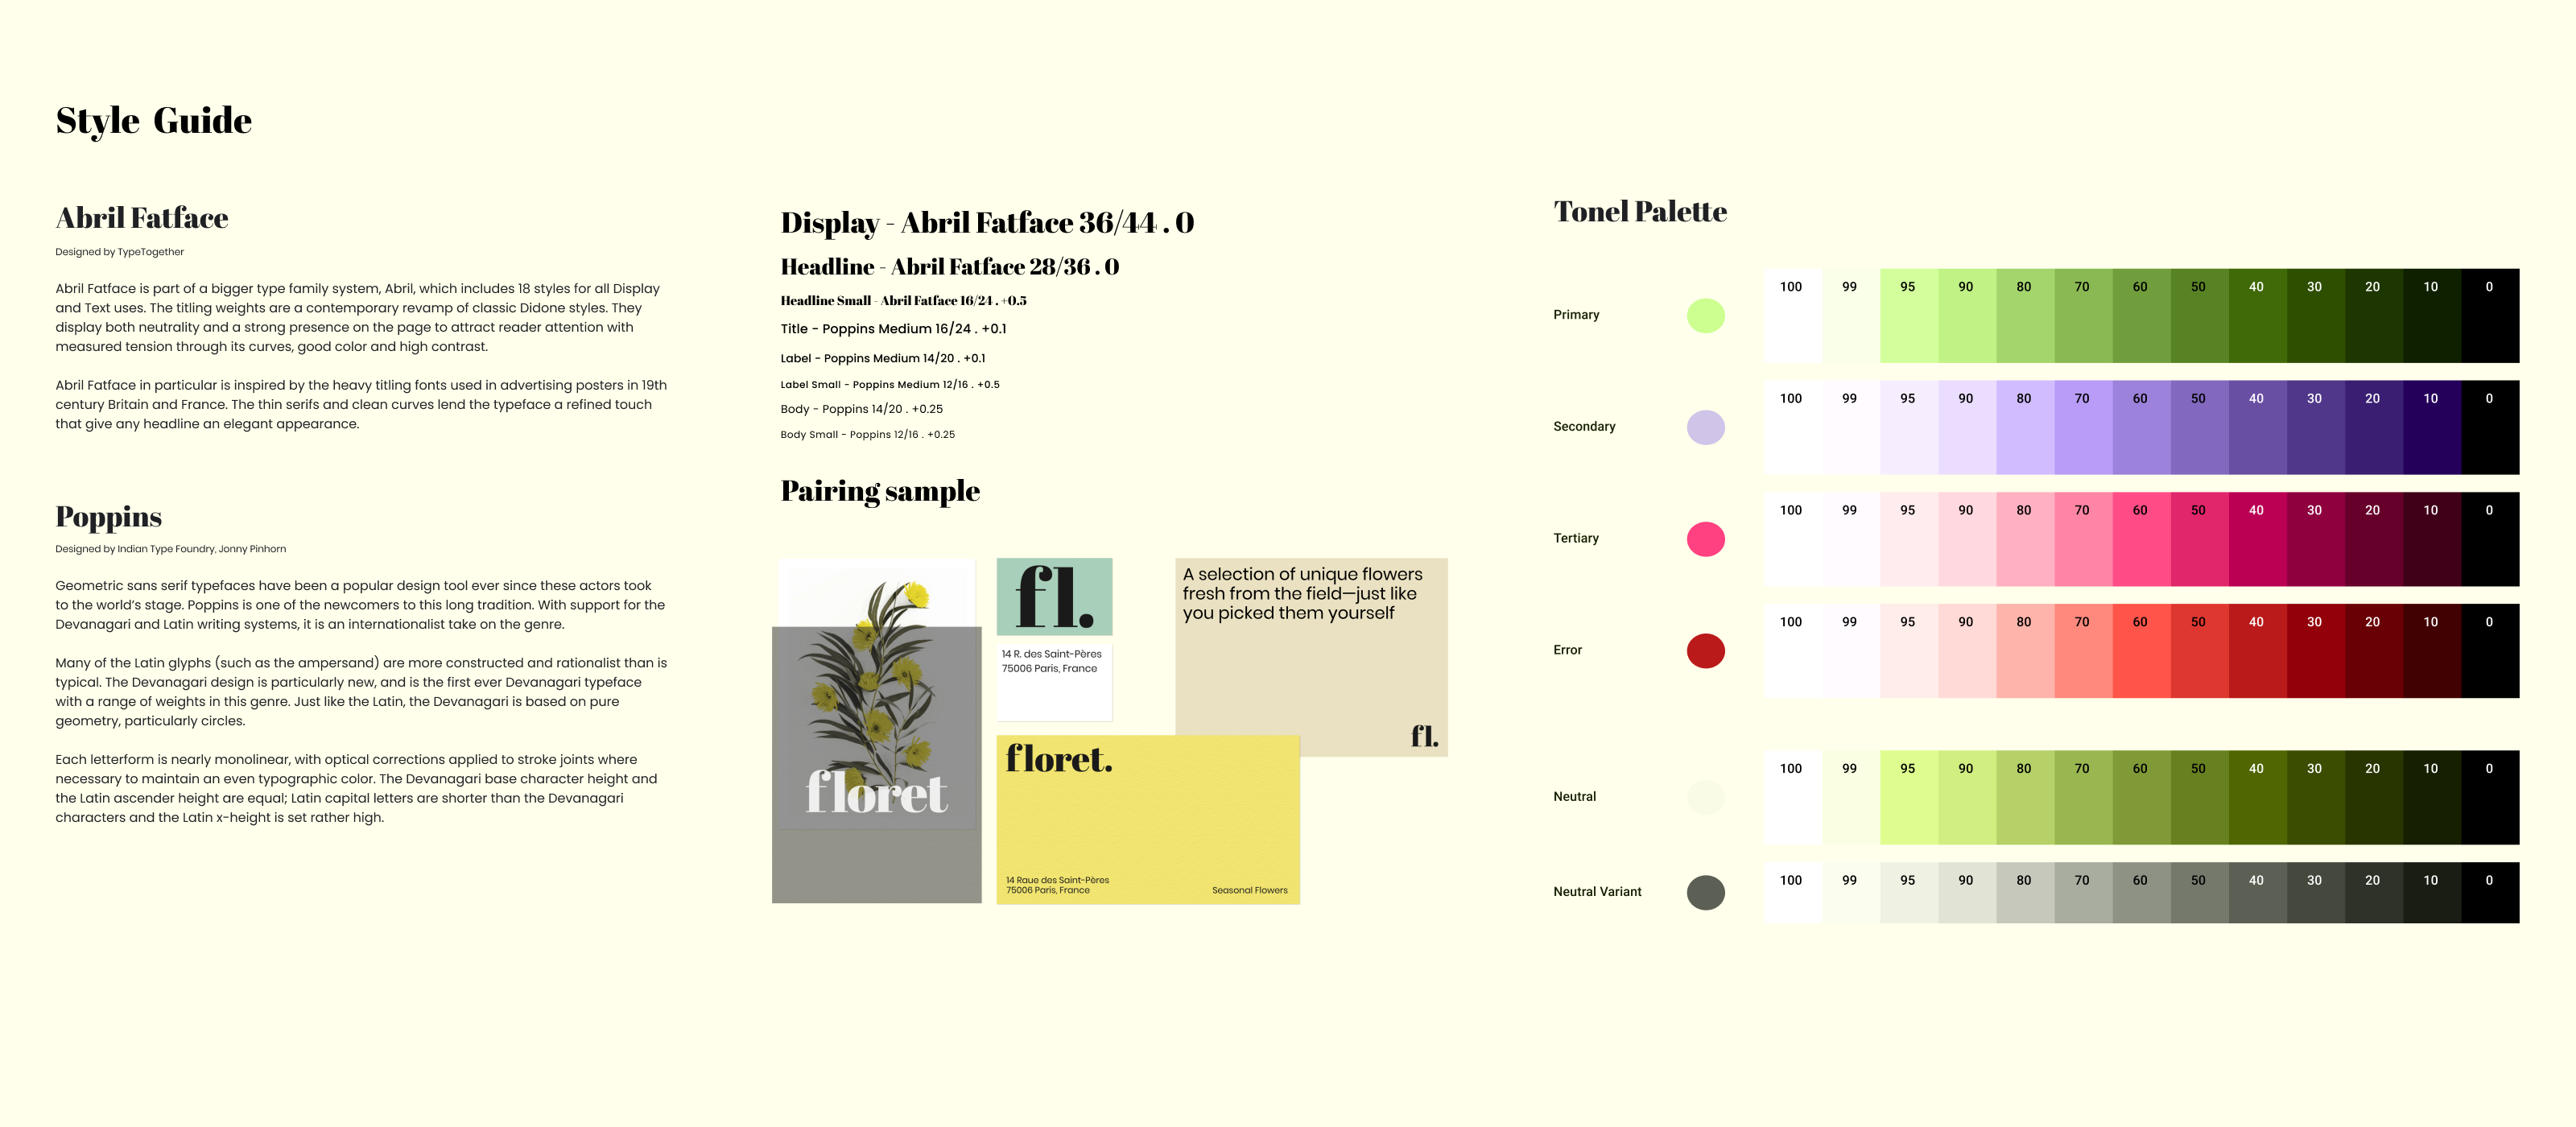 Style Guide
Abril Fatface
Designed by TypeTogether
Abril Fatface is part of a bigger type family system, Abril, which includes 18 styles for all Display
and Text uses. The titling weights are a contemporary revamp of classic Didone styles. They
display both neutrality and a strong presence on the page to attract reader attention with
measured tension through its curves, good color and high contrast.
Abril Fatface in particular is inspired by the heavy titling fonts used in advertising posters in 19th
century Britain and France. The thin serifs and clean curves lend the typeface a refined touch
that give any headline an elegant appearance.
Poppins
Designed by Indian Type Foundry, Jonny Pinhorn
Geometric sans serif typefaces have been a popular design tool ever since these actors took
to the world’s stage. Poppins is one of the newcomers to this long tradition. With support for the
Devanagari and Latin writing systems, it is an internationalist take on the genre.
Many of the Latin glyphs (such as the ampersand) are more constructed and rationalist than is
typical. The Devanagari design is particularly new, and is the first ever Devanagari typeface
with a range of weights in this genre. Just like the Latin, the Devanagari is based on pure
geometry, particularly circles.
Each letterform is nearly monolinear, with optical corrections applied to stroke joints where
necessary to maintain an even typographic color. The Devanagari base character height and
the Latin ascender height are equal; Latin capital letters are shorter than the Devanagari
characters and the Latin x-height is set rather high.
Display - Abril Fatface 36/44 . 0
Headline - Abril Fatface 28/36 . 0
Headline Small - Abril Fatface 16/24 . +0.5
Title - Poppins Medium 16/24 . +0.1
Label - Poppins Medium 14/20 . +0.1
Label Small - Poppins Medium 12/16 . +0.5
Body - Poppins 14/20 . +0.25
Body Small - Poppins 12/16 . +0.25
Pairing sample
floret
fl.
14 R. des Saint-Pères
75006 Paris, France
A selection of unique flowers
fresh from the field—just like
you picked them yourself
fl.
floret.
14 Raue des Saint-Pères
75006 Paris, France
Seasonal Flowers
Tonel Palette
Primary
100 99 95 90 80 70 60 50 40 30 20 10 0
Secondary
100 99 95 90 80 70 60 50 40 30 20 10 0
Tertiary
100 99 95 90 80 70 60 50 40 30 20 10 0
Error
100 99 95 90 80 70 60 50 40 30 20 10 0
Neutral
100 99 95 90 80 70 60 50 40 30 20 10 0
Neutral Variant
100 99 95 90 80 70 60 50 40 30 20 10 0